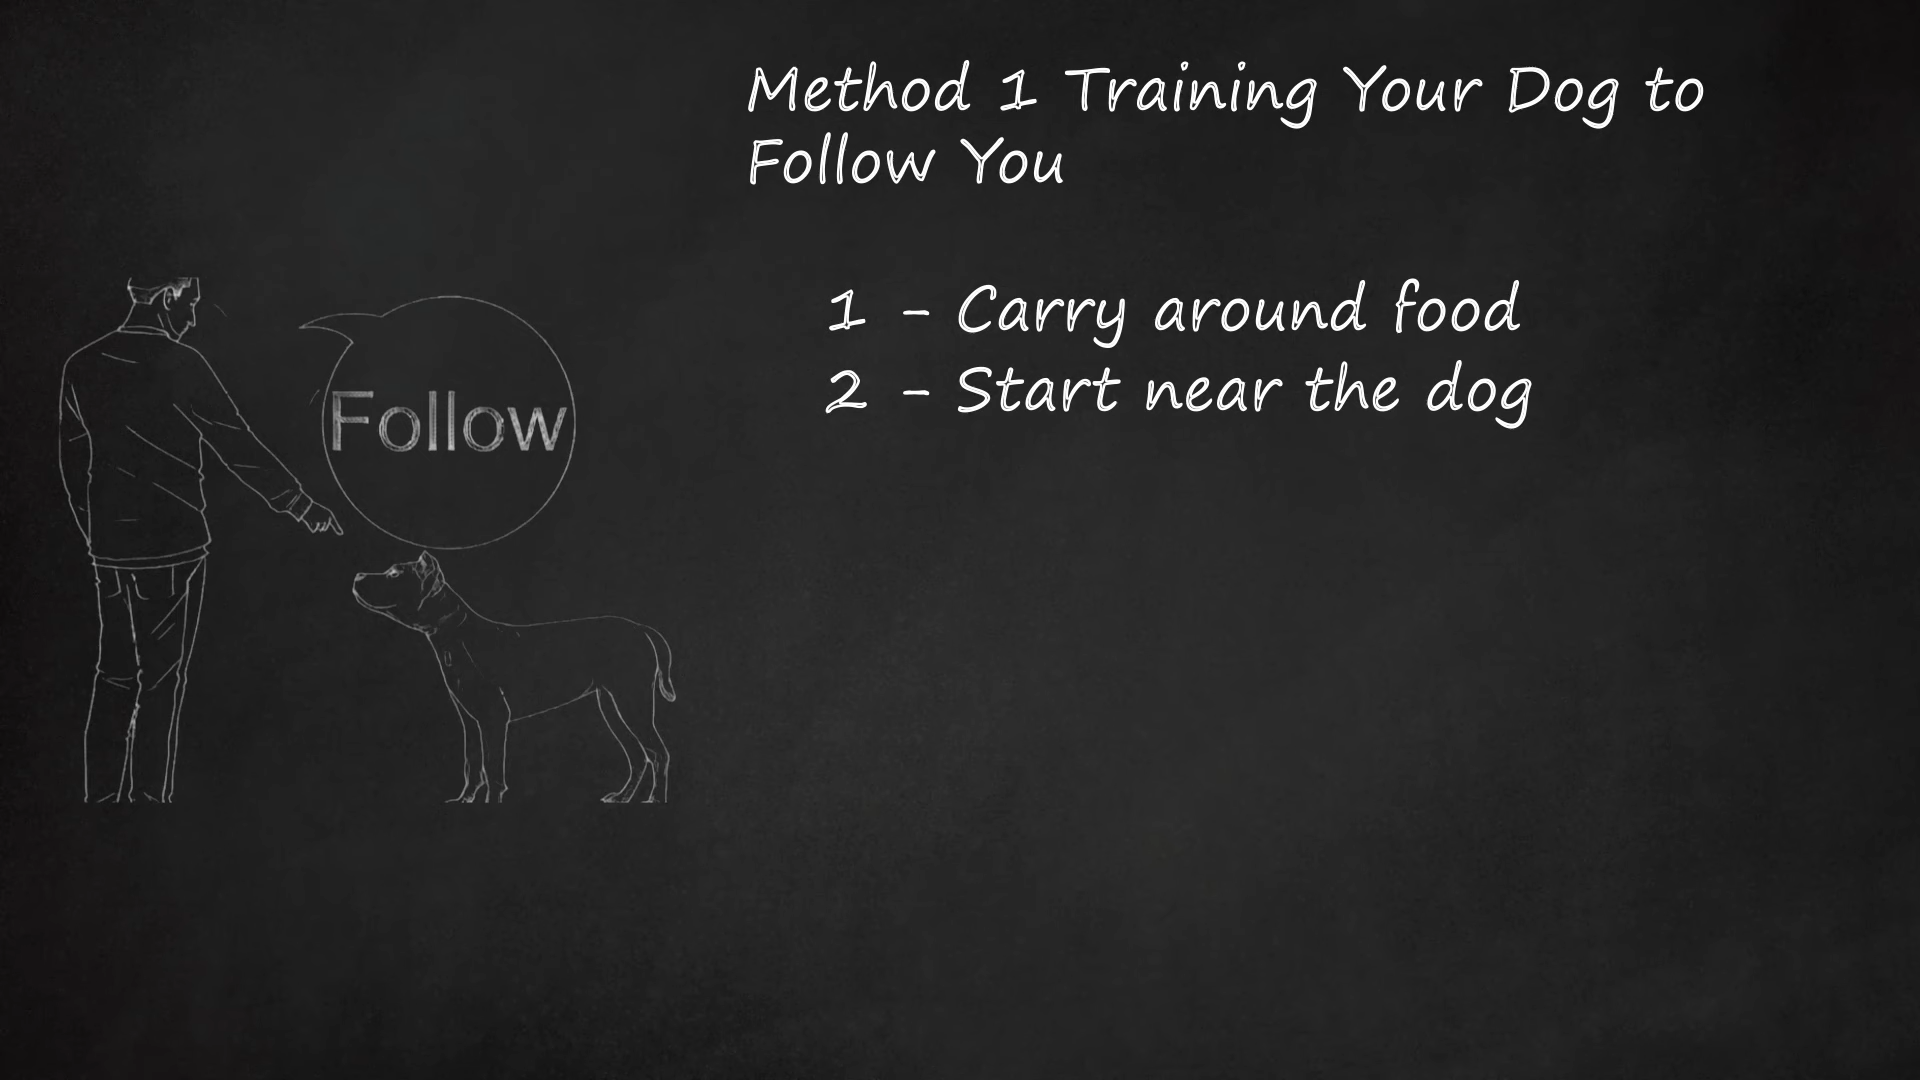 Method 1 Training Your Dog to
Follow You
1 - Carry around food
2 - Start near the dog
Follow